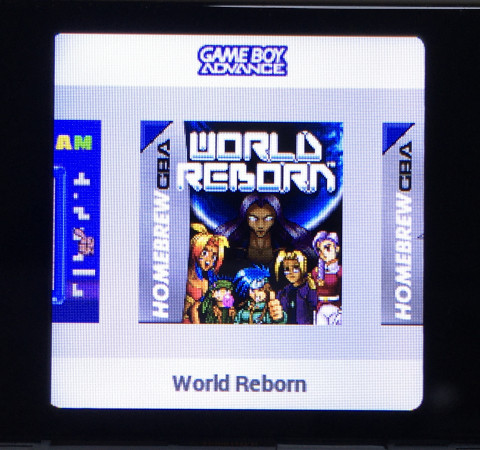 GAME BOY
ADVANCE
AM
HOMEBREW GBA
WORLD
REBORN
HOMEBREW GBA
World Reborn